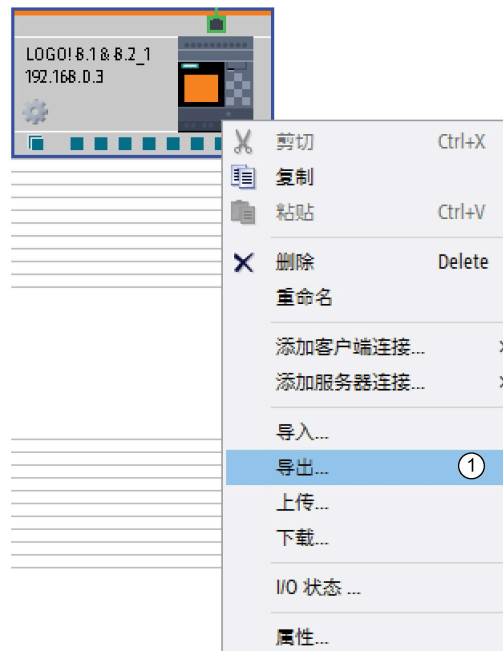 LOGO! 8.1 & 8.2_1
192.168.0.3
剪切 Ctrl+X
复制
粘贴 Ctrl+V
删除 Delete
重命名
添加客户端连接...
添加服务器连接...
导入...
导出... 1
上传...
下载...
I/O 状态 ...
属性...